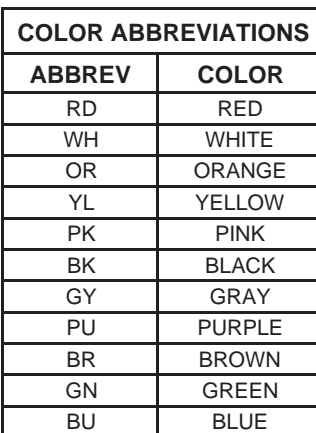 COLOR ABBREVIATIONS
ABBREV COLOR
RD RED
WH WHITE
OR ORANGE
YL YELLOW
PK PINK
BK BLACK
GY GRAY
PU PURPLE
BR BROWN
GN GREEN
BU BLUE